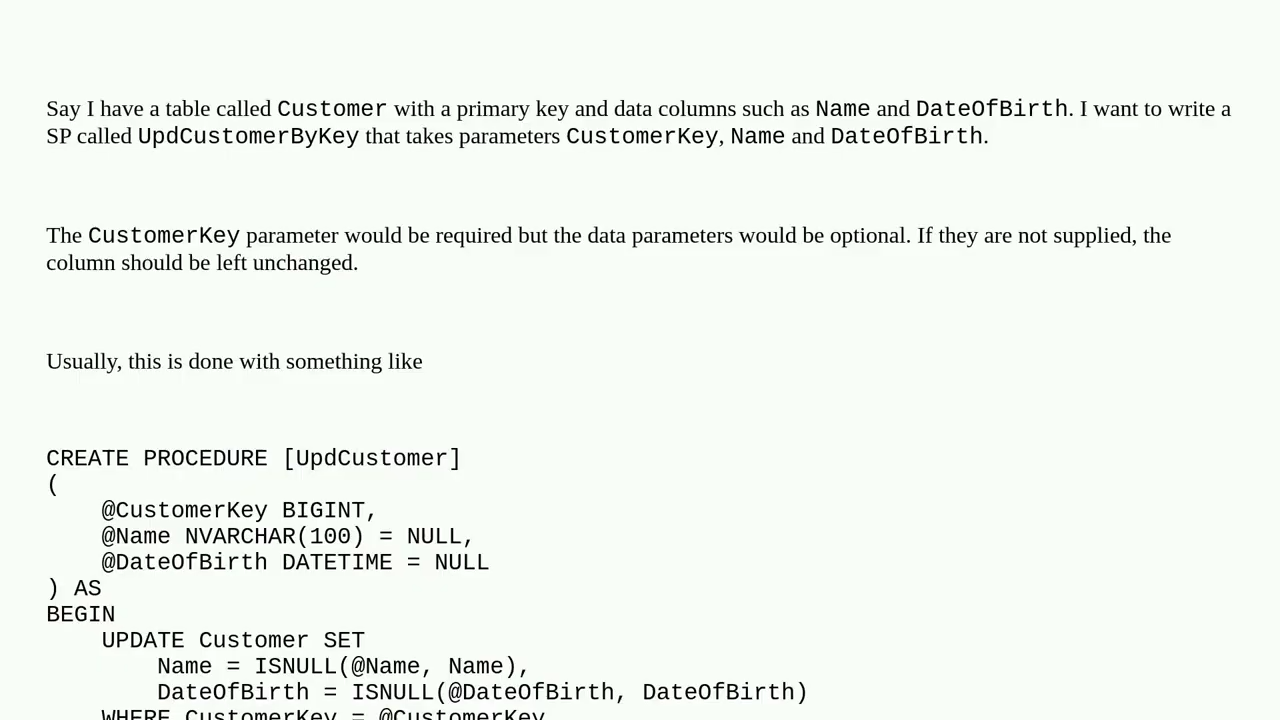 Say I have a table called Customer with a primary key and data columns such as Name and DateOfBirth. I want to write a
SP called UpdCustomerByKey that takes parameters CustomerKey, Name and DateOfBirth.
The CustomerKey parameter would be required but the data parameters would be optional. If they are not supplied, the
column should be left unchanged.
Usually, this is done with something like
CREATE PROCEDURE [UpdCustomer]
(
    @CustomerKey BIGINT,
    @Name NVARCHAR(100) = NULL,
    @DateOfBirth DATETIME = NULL
) AS
BEGIN
    UPDATE Customer SET
        Name = ISNULL(@Name, Name),
        DateOfBirth = ISNULL(@DateOfBirth, DateOfBirth)
    WHERE CustomerKey = @CustomerKey